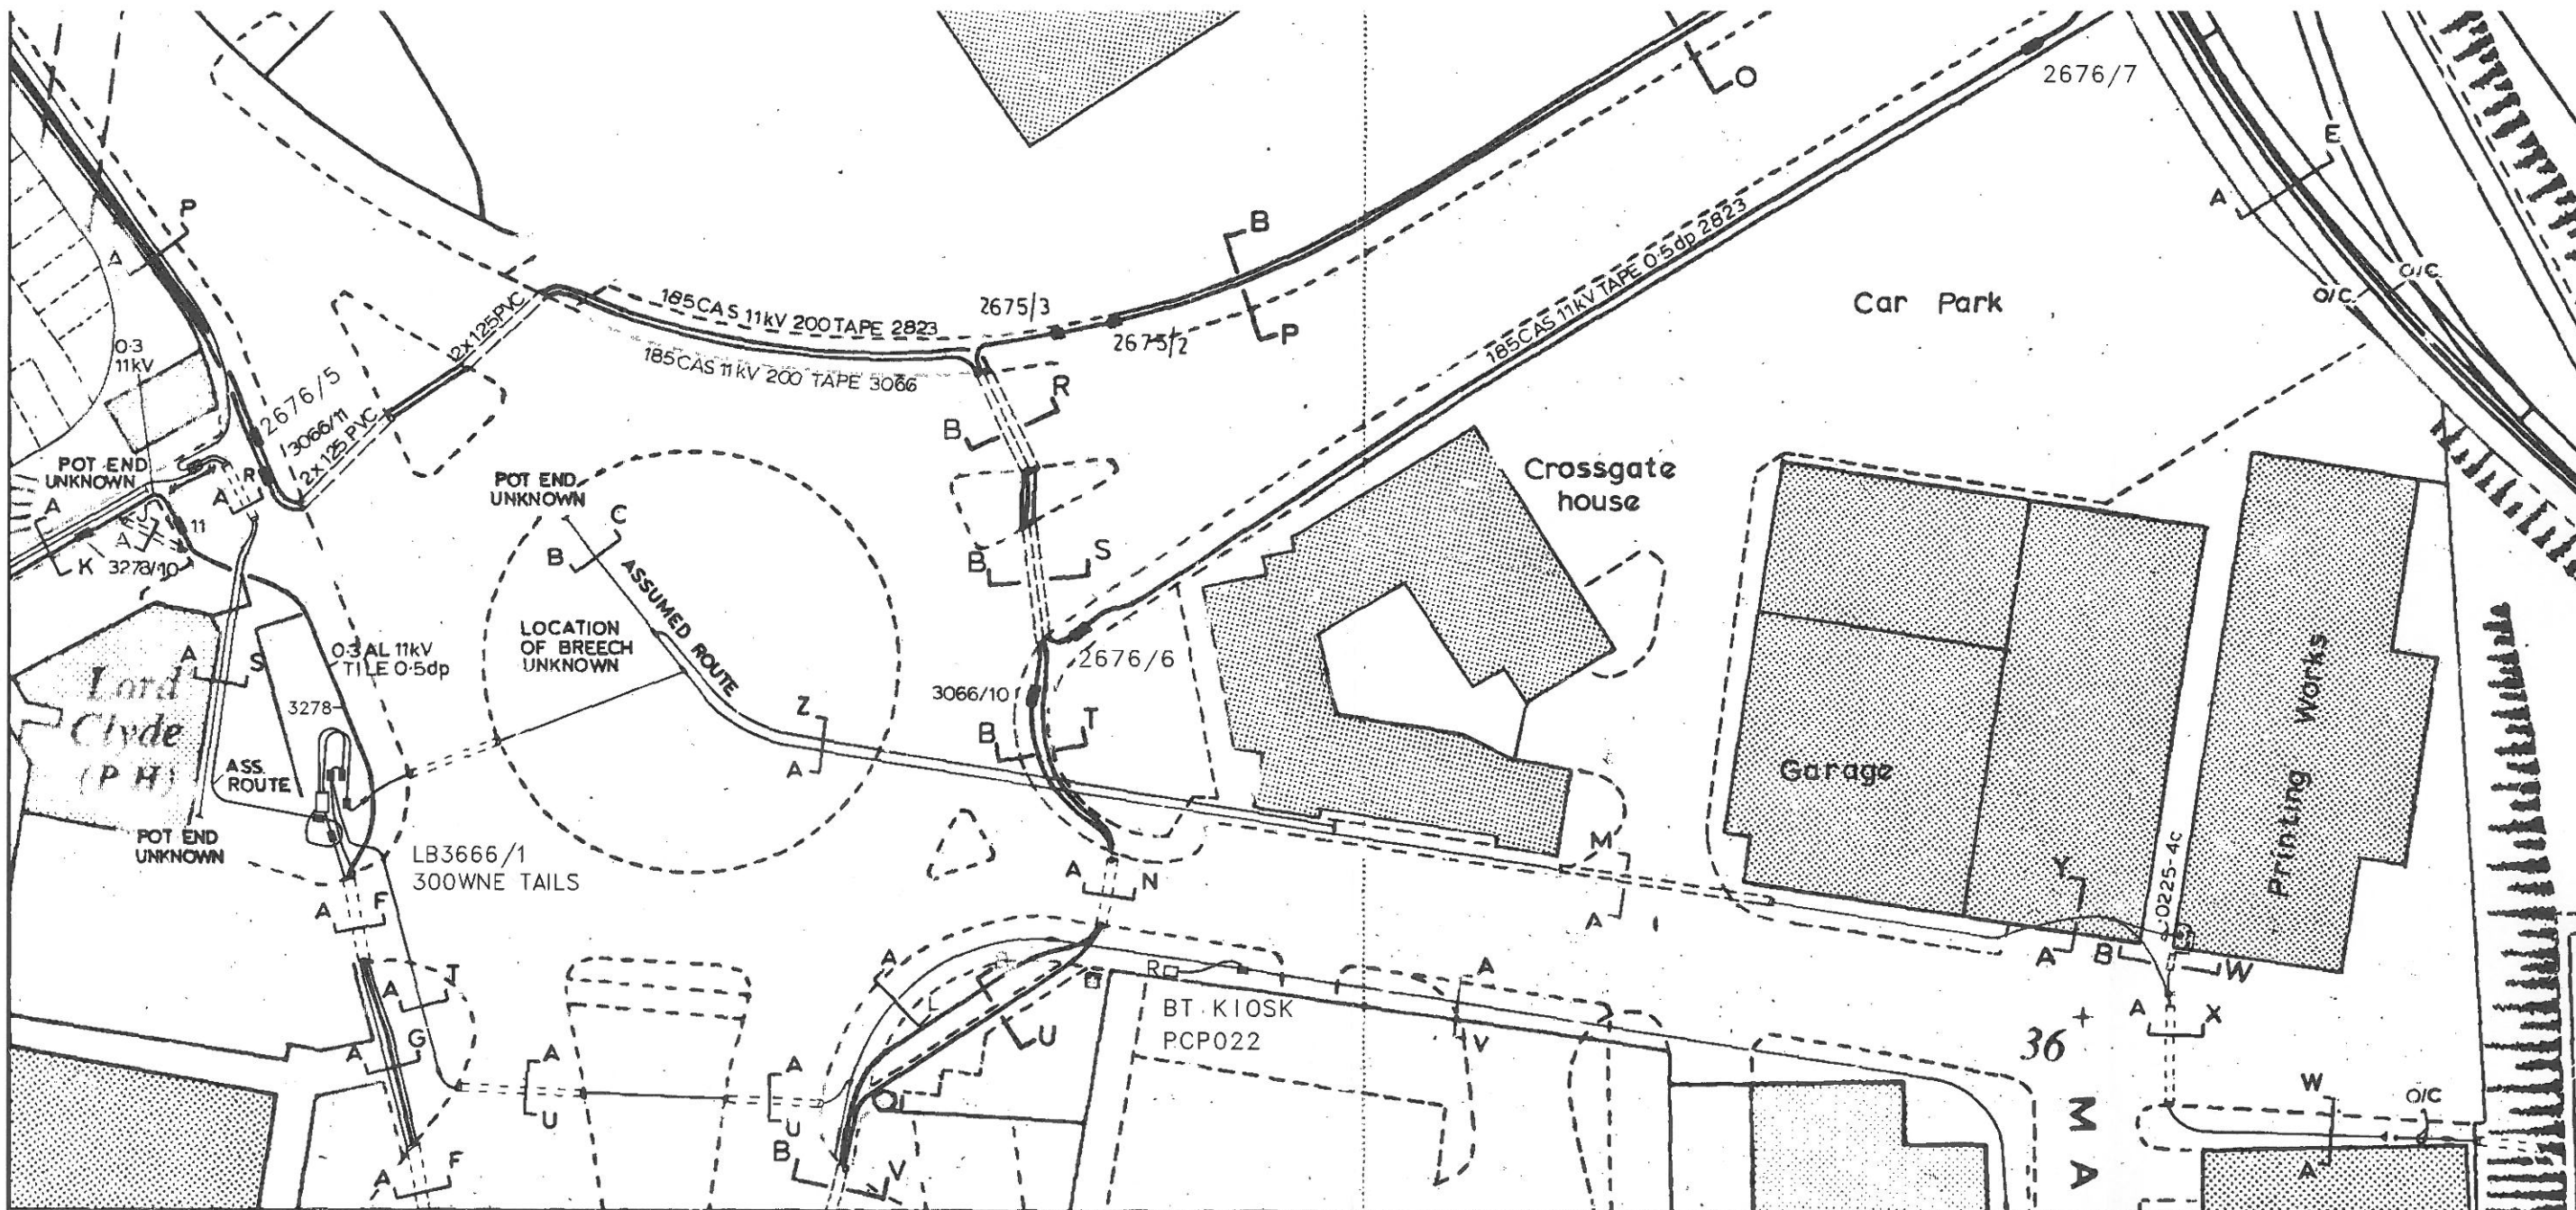 O
2676/7
E
A
P
A
B
P
O/C
O/C
Car Park
185CAS 11kV TAPE 0·5dp 2823
185CAS 11kV 200 TAPE 2823
185CAS 11kV 200 TAPE 3066
2675/3
2675/2
2x125PVC
0·3
11kV
2676/5
3066/11
2x125 PVC
R
B
POT END
UNKNOWN
A
R
A
11
A
K
3278/10
POT END
UNKNOWN
C
B
ASSUMED ROUTE
LOCATION
OF BREECH
UNKNOWN
B
S
Crossgate
house
2676/6
3066/10
B
T
Z
A
0·3 AL 11kV
TILE 0·5dp
A
S
3278
Lord
Clyde
(P H)
ASS.
ROUTE
POT END
UNKNOWN
LB3666/1
300WNE TAILS
A
F
A
N
M
A
Garage
Printing Works
0225-4c
Y
A
B
W
A
X
A
T
A
G
A
U
A
U
A
U
R
A
V
BT KIOSK
PCP022
36
M
A
W
A
O/C
A
F
B
V